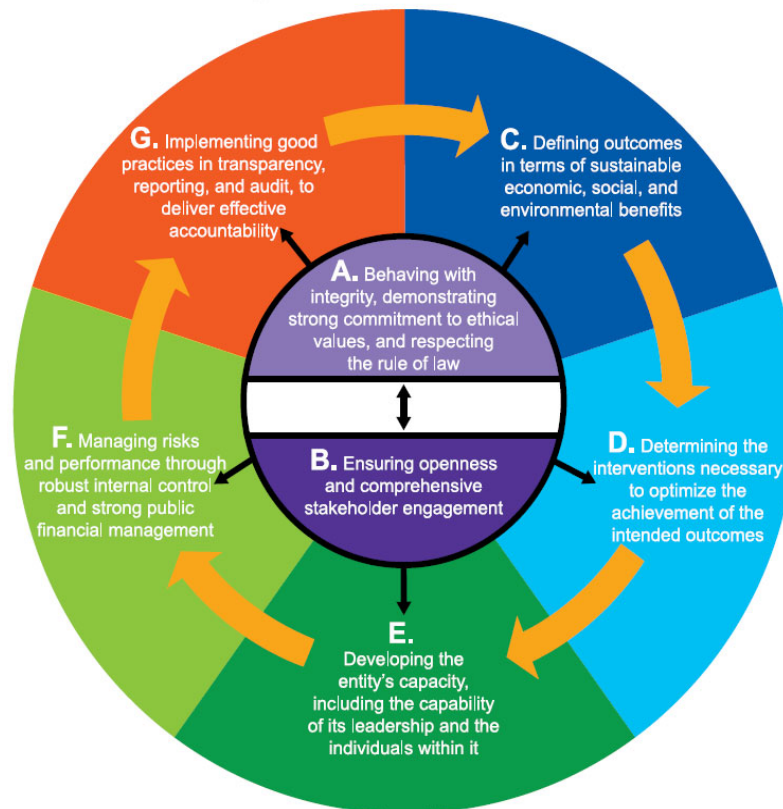 A. Behaving with
integrity, demonstrating
strong commitment to ethical
values, and respecting
the rule of law
B. Ensuring openness
and comprehensive
stakeholder engagement
C. Defining outcomes
in terms of sustainable
economic, social, and
environmental benefits
D. Determining the
interventions necessary
to optimize the
achievement of the
intended outcomes
E.
Developing the
entity's capacity,
including the capability
of its leadership and the
individuals within it
F. Managing risks
and performance through
robust internal control
and strong public
financial management
G. Implementing good
practices in transparency,
reporting, and audit, to
deliver effective
accountability